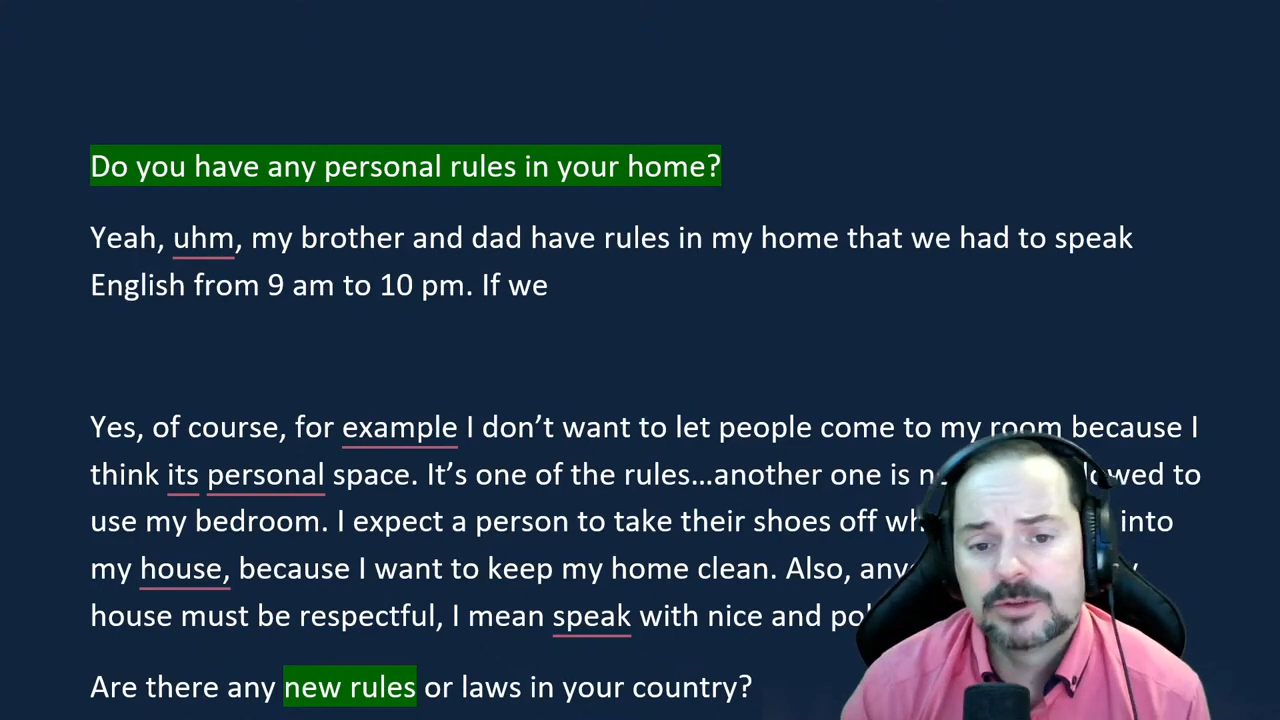 Do you have any personal rules in your home?
Yeah, uhm, my brother and dad have rules in my home that we had to speak
English from 9 am to 10 pm. If we
Yes, of course, for example I don’t want to let people come to my room because I
think its personal space. It’s one of the rules…another one is to
use my bedroom. I expect a person to take their shoes off into
my house, because I want to keep my home clean. Also,
house must be respectful, I mean speak with nice and
Are there any new rules or laws in your country?